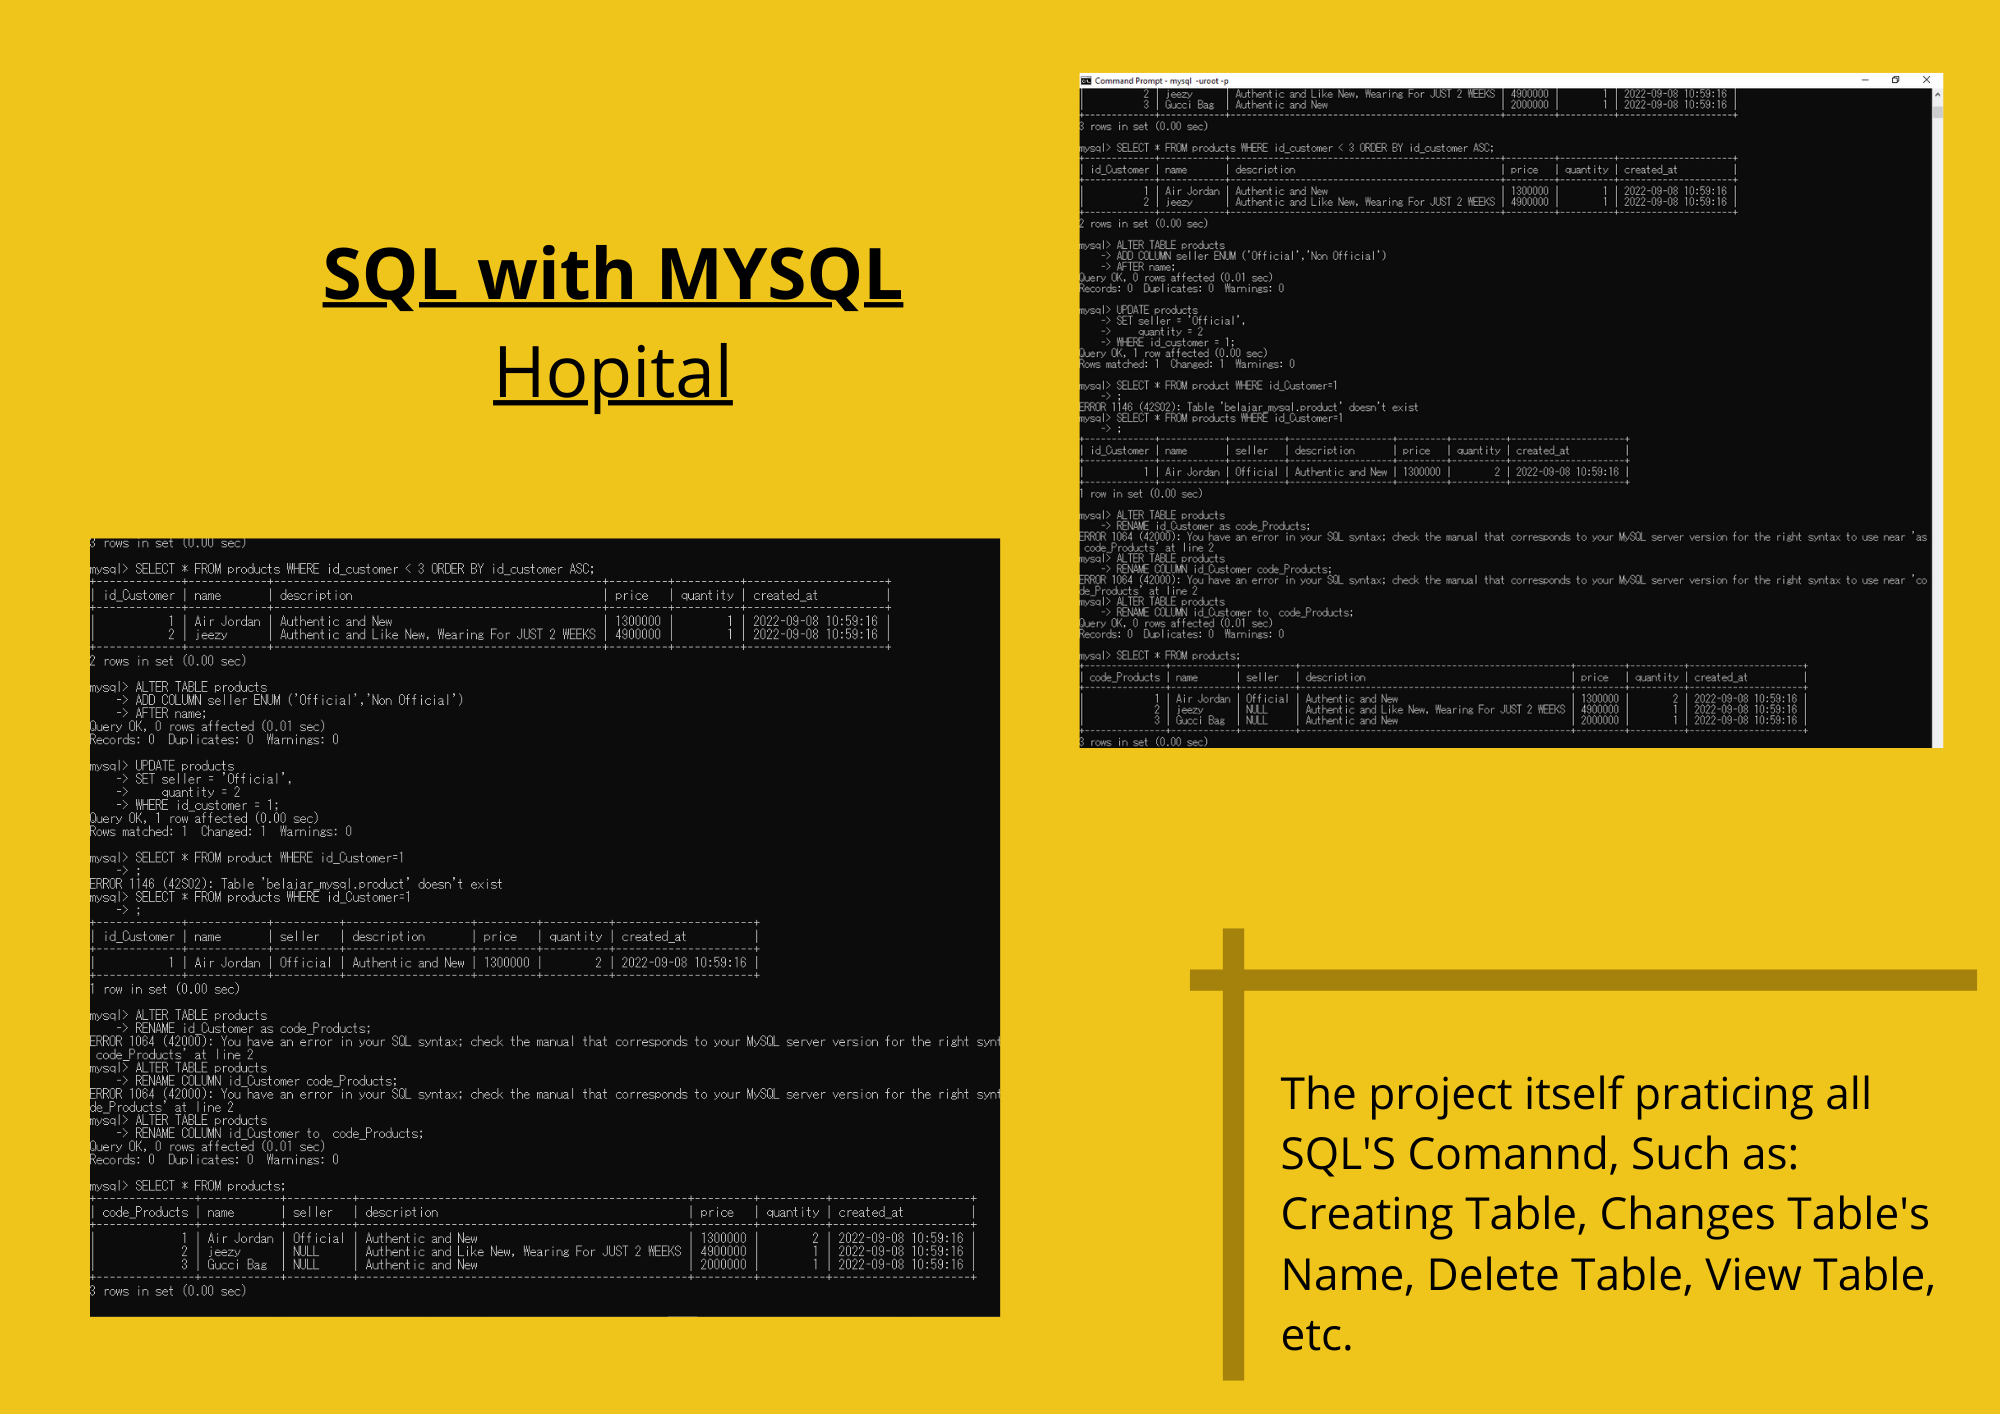 SQL with MYSQL
Hopital
3 rows in set (0.00 sec)
mysql> SELECT * FROM products WHERE id_customer < 3 ORDER BY id_customer ASC;
| id_Customer | name | description | price | quantity | created_at |
| 1 | Air Jordan | Authentic and New | 1300000 | 1 | 2022-09-08 10:59:16 |
| 2 | jeezy | Authentic and Like New, Wearing For JUST 2 WEEKS | 4900000 | 1 | 2022-09-08 10:59:16 |
2 rows in set (0.00 sec)
mysql> ALTER TABLE products
-> ADD COLUMN seller ENUM ('Official','Non Official')
-> AFTER name;
Query OK, 0 rows affected (0.01 sec)
Records: 0 Duplicates: 0 Warnings: 0
mysql> UPDATE products
-> SET seller = 'Official',
-> quantity = 2
-> WHERE id_customer = 1;
Query OK, 1 row affected (0.00 sec)
Rows matched: 1 Changed: 1 Warnings: 0
mysql> SELECT * FROM product WHERE id_Customer=1
-> ;
ERROR 1146 (42S02): Table 'belajar_mysql.product' doesn't exist
mysql> SELECT * FROM products WHERE id_Customer=1
-> ;
| id_Customer | name | seller | description | price | quantity | created_at |
| 1 | Air Jordan | Official | Authentic and New | 1300000 | 2 | 2022-09-08 10:59:16 |
1 row in set (0.00 sec)
mysql> ALTER TABLE products
-> RENAME id_Customer as code_Products;
ERROR 1064 (42000): You have an error in your SQL syntax; check the manual that corresponds to your MySQL server version for the right synt
code_Products' at line 2
mysql> ALTER TABLE products
-> RENAME COLUMN id_Customer code_Products;
ERROR 1064 (42000): You have an error in your SQL syntax; check the manual that corresponds to your MySQL server version for the right synt
de_Products' at line 2
mysql> ALTER TABLE products
-> RENAME COLUMN id_Customer to code_Products;
Query OK, 0 rows affected (0.01 sec)
Records: 0 Duplicates: 0 Warnings: 0
mysql> SELECT * FROM products;
| code_Products | name | seller | description | price | quantity | created_at |
| 1 | Air Jordan | Official | Authentic and New | 1300000 | 2 | 2022-09-08 10:59:16 |
| 2 | jeezy | NULL | Authentic and Like New, Wearing For JUST 2 WEEKS | 4900000 | 1 | 2022-09-08 10:59:16 |
| 3 | Gucci Bag | NULL | Authentic and New | 2000000 | 1 | 2022-09-08 10:59:16 |
3 rows in set (0.00 sec)
Command Prompt - mysql -uroot -p
| 2 | jeezy | Authentic and Like New, Wearing For JUST 2 WEEKS | 4900000 | 1 | 2022-09-08 10:59:16 |
| 3 | Gucci Bag | Authentic and New | 2000000 | 1 | 2022-09-08 10:59:16 |
3 rows in set (0.00 sec)
mysql> SELECT * FROM products WHERE id_customer < 3 ORDER BY id_customer ASC;
| id_Customer | name | description | price | quantity | created_at |
| 1 | Air Jordan | Authentic and New | 1300000 | 1 | 2022-09-08 10:59:16 |
| 2 | jeezy | Authentic and Like New, Wearing For JUST 2 WEEKS | 4900000 | 1 | 2022-09-08 10:59:16 |
2 rows in set (0.00 sec)
mysql> ALTER TABLE products
-> ADD COLUMN seller ENUM ('Official','Non Official')
-> AFTER name;
Query OK, 0 rows affected (0.01 sec)
Records: 0 Duplicates: 0 Warnings: 0
mysql> UPDATE products
-> SET seller = 'Official',
-> quantity = 2
-> WHERE id_customer = 1;
Query OK, 1 row affected (0.00 sec)
Rows matched: 1 Changed: 1 Warnings: 0
mysql> SELECT * FROM product WHERE id_Customer=1
-> ;
ERROR 1146 (42S02): Table 'belajar_mysql.product' doesn't exist
mysql> SELECT * FROM products WHERE id_Customer=1
-> ;
| id_Customer | name | seller | description | price | quantity | created_at |
| 1 | Air Jordan | Official | Authentic and New | 1300000 | 2 | 2022-09-08 10:59:16 |
1 row in set (0.00 sec)
mysql> ALTER TABLE products
-> RENAME id_Customer as code_Products;
ERROR 1064 (42000): You have an error in your SQL syntax; check the manual that corresponds to your MySQL server version for the right syntax to use near 'as
code_Products' at line 2
mysql> ALTER TABLE products
-> RENAME COLUMN id_Customer code_Products;
ERROR 1064 (42000): You have an error in your SQL syntax; check the manual that corresponds to your MySQL server version for the right syntax to use near 'co
de_Products' at line 2
mysql> ALTER TABLE products
-> RENAME COLUMN id_Customer to code_Products;
Query OK, 0 rows affected (0.01 sec)
Records: 0 Duplicates: 0 Warnings: 0
mysql> SELECT * FROM products;
| code_Products | name | seller | description | price | quantity | created_at |
| 1 | Air Jordan | Official | Authentic and New | 1300000 | 2 | 2022-09-08 10:59:16 |
| 2 | jeezy | NULL | Authentic and Like New, Wearing For JUST 2 WEEKS | 4900000 | 1 | 2022-09-08 10:59:16 |
| 3 | Gucci Bag | NULL | Authentic and New | 2000000 | 1 | 2022-09-08 10:59:16 |
3 rows in set (0.00 sec)
The project itself praticing all
SQL'S Comannd, Such as:
Creating Table, Changes Table's
Name, Delete Table, View Table,
etc.